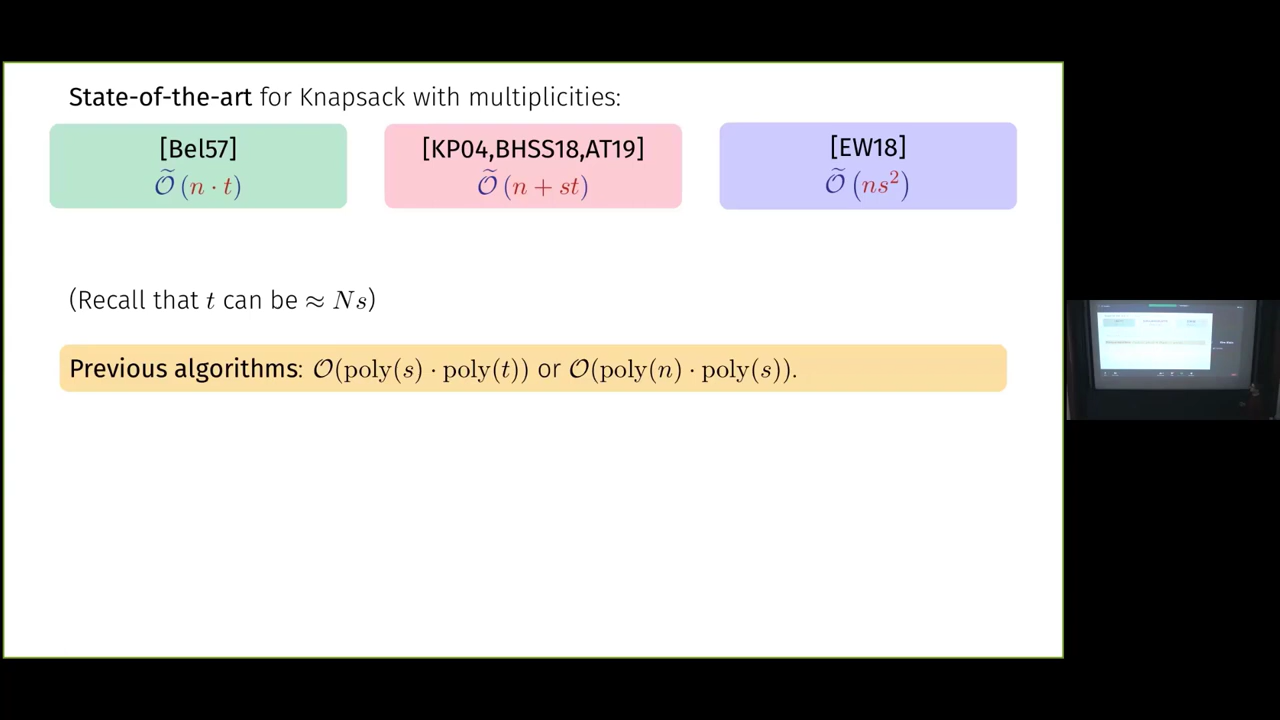 State-of-the-art for Knapsack with multiplicities:
[Bel57]
Õ (n · t)
[KP04,BHSS18,AT19]
Õ (n + st)
[EW18]
Õ (ns²)
(Recall that t can be ≈ Ns)
Previous algorithms: O(poly(s) · poly(t)) or O(poly(n) · poly(s)).